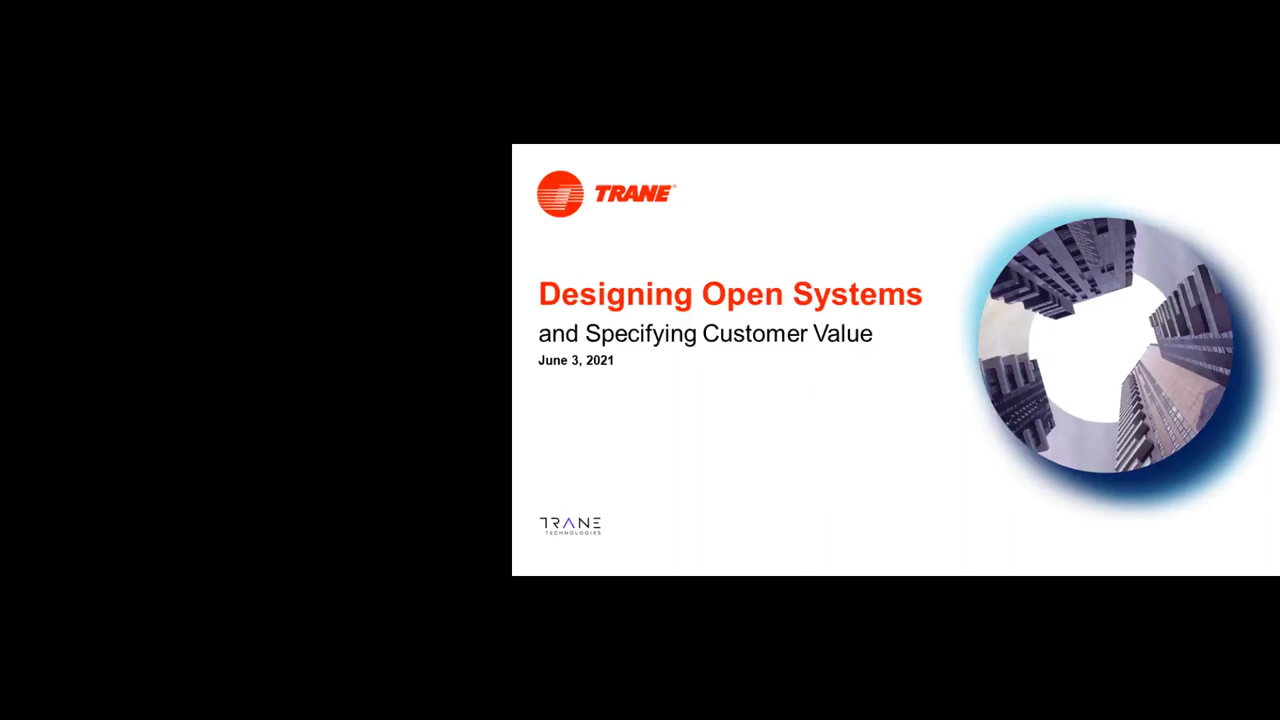 TRANE®
Designing Open Systems
and Specifying Customer Value
June 3, 2021
TRANE
TECHNOLOGIES